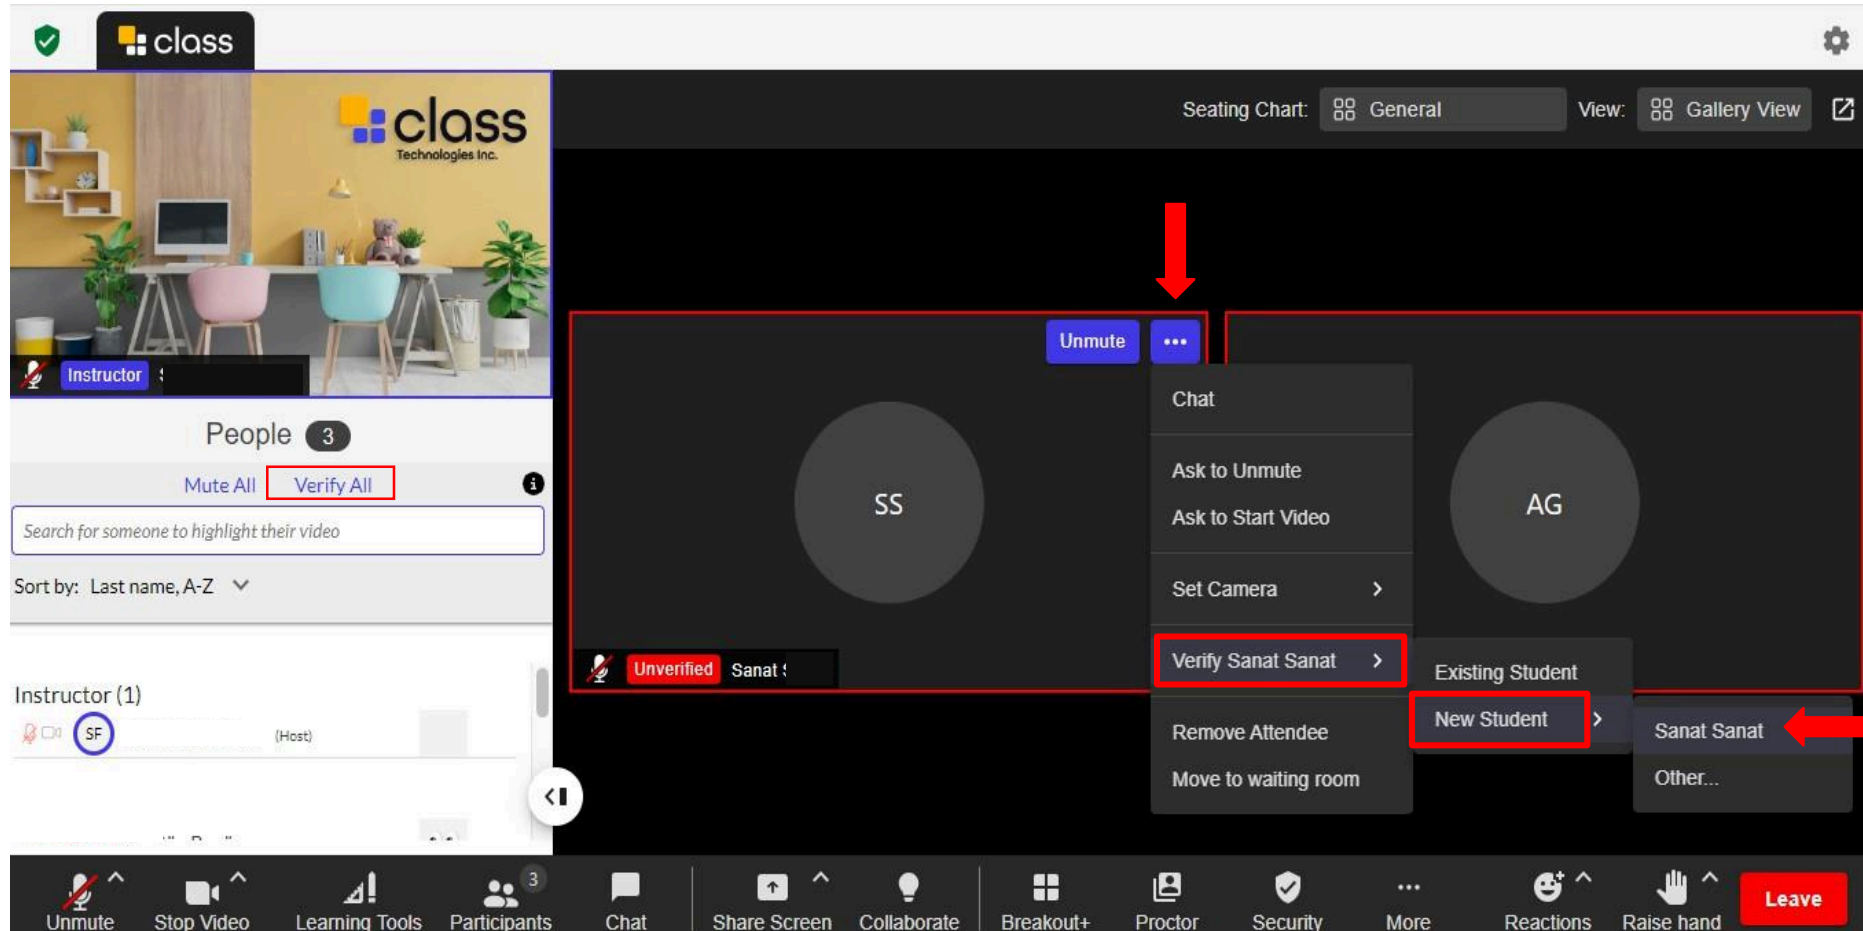 class
class
Technologies Inc.
Instructor
People 3
Mute All Verify All
Search for someone to highlight their video
Sort by: Last name, A-Z
Instructor (1)
SF (Host)
Seating Chart: General View: Gallery View
Unmute
SS
AG
Unverified Sanat
Chat
Ask to Unmute
Ask to Start Video
Set Camera
Verify Sanat Sanat
Remove Attendee
Move to waiting room
Existing Student
New Student
Sanat Sanat
Other...
3
Unmute Stop Video Learning Tools Participants Chat Share Screen Collaborate Breakout+ Proctor Security More Reactions Raise hand Leave